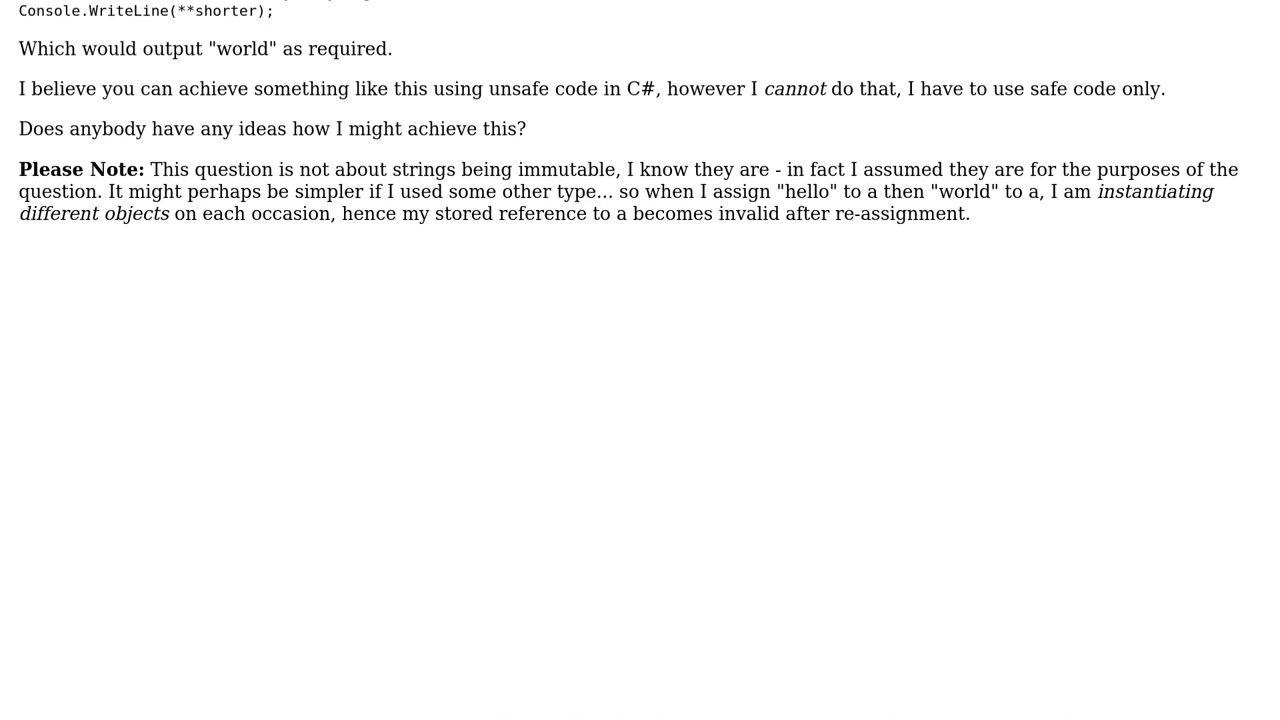 Console.WriteLine(**shorter);
Which would output "world" as required.
I believe you can achieve something like this using unsafe code in C#, however I cannot do that, I have to use safe code only.
Does anybody have any ideas how I might achieve this?
Please Note: This question is not about strings being immutable, I know they are - in fact I assumed they are for the purposes of the
question. It might perhaps be simpler if I used some other type... so when I assign "hello" to a then "world" to a, I am instantiating
different objects on each occasion, hence my stored reference to a becomes invalid after re-assignment.